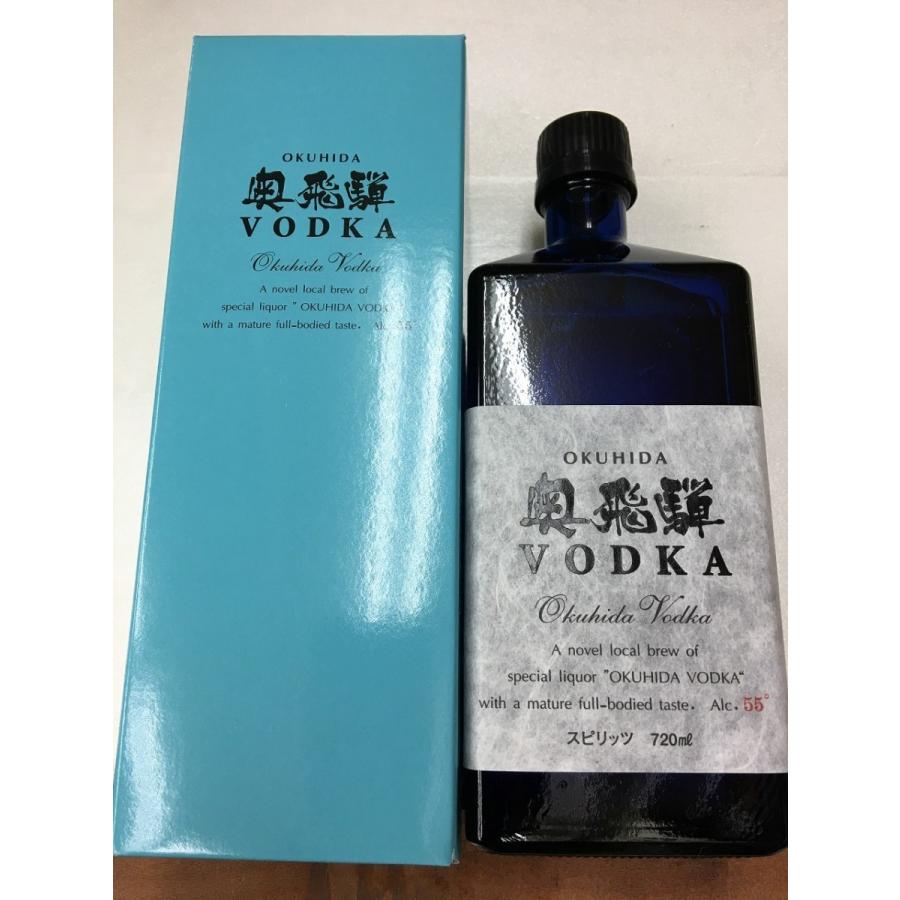 OKUHIDA
奥飛騨
VODKA
Okuhida Vodka
A novel local brew of
special liquor "OKUHIDA VODKA"
with a mature full-bodied taste. Alc. 55°
OKUHIDA
奥飛騨
VODKA
Okuhida Vodka
A novel local brew of
special liquor "OKUHIDA VODKA"
with a mature full-bodied taste. Alc. 55°
スピリッツ 720ml